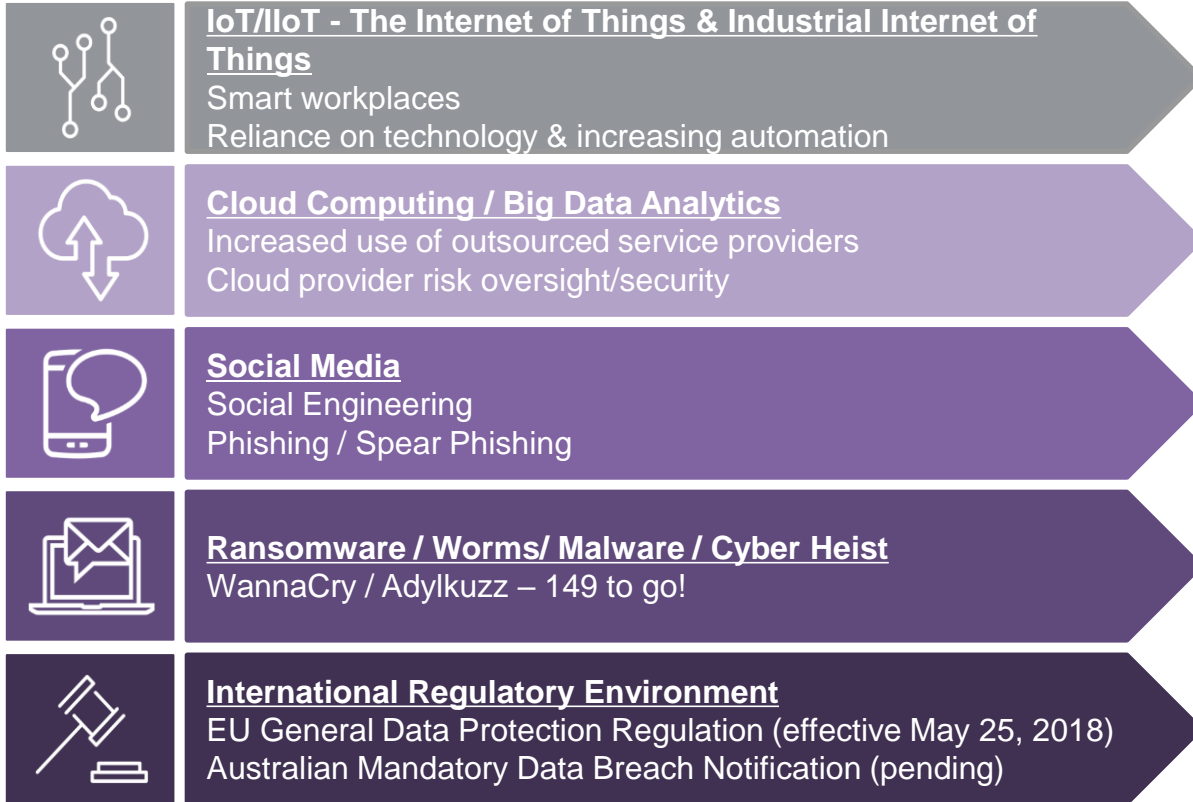 IoT/IIoT - The Internet of Things & Industrial Internet of
Things
Smart workplaces
Reliance on technology & increasing automation
Cloud Computing / Big Data Analytics
Increased use of outsourced service providers
Cloud provider risk oversight/security
Social Media
Social Engineering
Phishing / Spear Phishing
Ransomware / Worms/ Malware / Cyber Heist
WannaCry / Adylkuzz – 149 to go!
International Regulatory Environment
EU General Data Protection Regulation (effective May 25, 2018)
Australian Mandatory Data Breach Notification (pending)